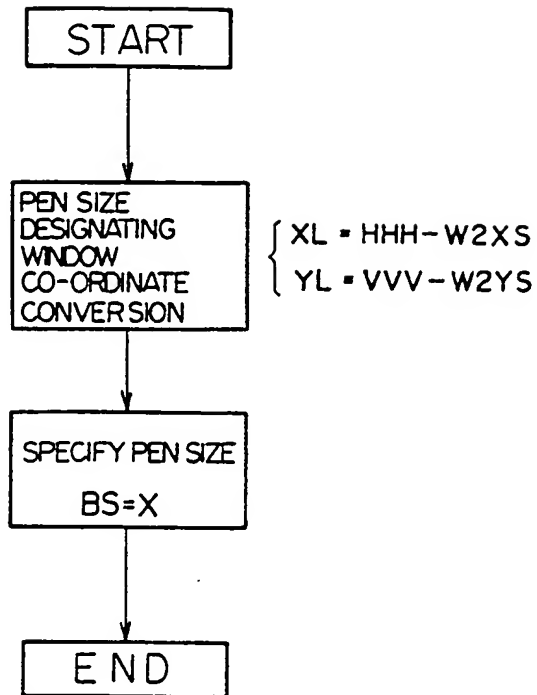 START
PEN SIZE
DESIGNATING
WINDOW
CO-ORDINATE
CONVERSION
XL = HHH-W2XS
YL = VVV-W2YS
SPECIFY PEN SIZE
BS=X
END